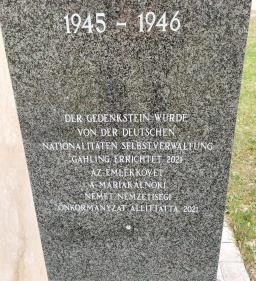 1945 - 1946
DER GEDENKSTEIN WURDE
VON DER DEUTSCHEN
NATIONALITÄTEN SELBSTVERWALTUNG
GAHLING ERRICHTET 2021
AZ EMLÉKKÖVET
A MÁRIAKÁLNOKI
NÉMET NEMZETISÉGI
ÖNKORMÁNYZAT ÁLLÍTTATTA 2021